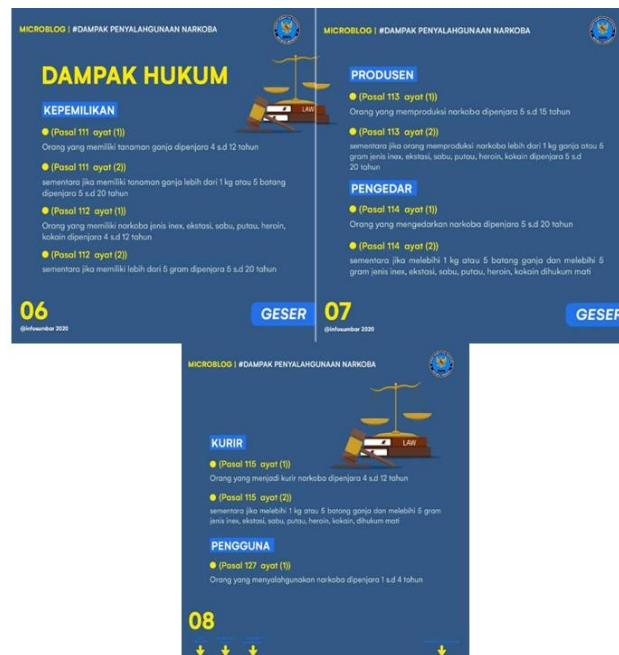 MICROBLOG | #DAMPAK PENYALAHGUNAAN NARKOBA
DAMPAK HUKUM
KEPEMILIKAN
(Pasal 111 ayat (1))
Orang yang memiliki tanaman ganja dipenjara 4 s.d 12 tahun
(Pasal 111 ayat (2))
sementara jika memiliki tanaman ganja lebih dari 1 kg atau 5 batang
dipenjara 5 s.d 20 tahun
(Pasal 112 ayat (1))
Orang yang memiliki narkoba jenis inex, ekstasi, sabu, putau, heroin,
kokain dipenjara 4 s.d 12 tahun
(Pasal 112 ayat (2))
sementara jika memiliki lebih dari 5 gram dipenjara 5 s.d 20 tahun
LAW
06
@infosumbar 2020
GESER
MICROBLOG | #DAMPAK PENYALAHGUNAAN NARKOBA
PRODUSEN
(Pasal 113 ayat (1))
Orang yang memproduksi narkoba dipenjara 5 s.d 15 tahun
(Pasal 113 ayat (2))
sementara jika orang memproduksi narkoba lebih dari 1 kg ganja atau 5
gram jenis inex, ekstasi, sabu, putau, heroin, kokain dipenjara 5 s.d
20 tahun
PENGEDAR
(Pasal 114 ayat (1))
Orang yang mengedarkan narkoba dipenjara 5 s.d 20 tahun
(Pasal 114 ayat (2))
sementara jika melebihi 1 kg atau 5 batang ganja dan melebihi 5
gram jenis inex, ekstasi, sabu, putau, heroin, kokain dihukum mati
07
@infosumbar 2020
GESER
MICROBLOG | #DAMPAK PENYALAHGUNAAN NARKOBA
LAW
KURIR
(Pasal 115 ayat (1))
Orang yang menjadi kurir narkoba dipenjara 4 s.d 12 tahun
(Pasal 115 ayat (2))
sementara jika melebihi 1 kg atau 5 batang ganja dan melebihi 5 gram
jenis inex, ekstasi, sabu, putau, heroin, kokain, dihukum mati
PENGGUNA
(Pasal 127 ayat (1))
Orang yang menyalahgunakan narkoba dipenjara 1 s.d 4 tahun
08